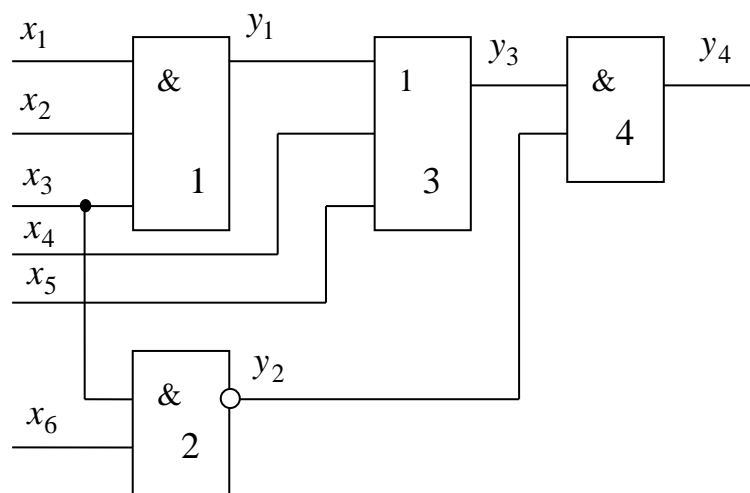 x₁ y₁
& 1 y₃ & y₄
x₂ 4
x₃ 1 3
x₄
x₅
y₂
x₆ & 2